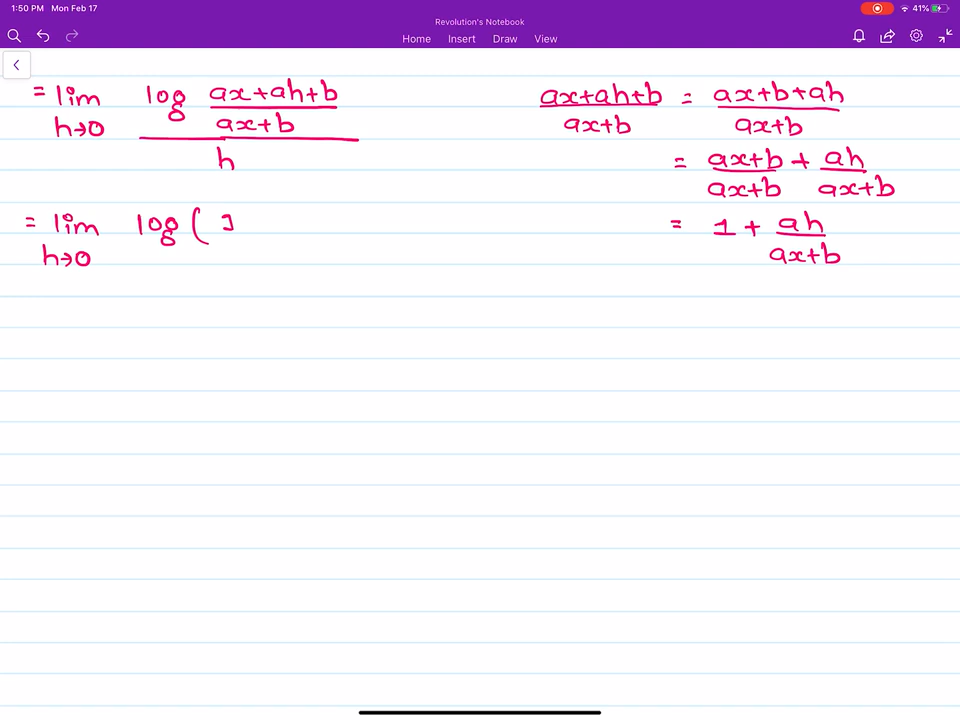 1:50 PM Mon Feb 17
41%
Revolution's Notebook
Home Insert Draw View
= lim log ax+ah+b
ax+b
h→0
h
ax+ah+b = ax+b+ah
ax+b ax+b
= ax+b + ah
ax+b ax+b
= 1 + ah
ax+b
= lim log (
h→0